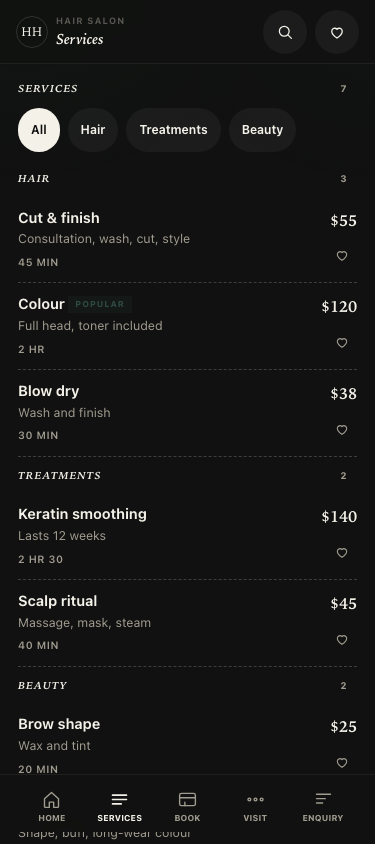 HH
HAIR SALON
Services
SERVICES 7
All Hair Treatments Beauty
HAIR 3
Cut & finish $55
Consultation, wash, cut, style
45 MIN
Colour POPULAR $120
Full head, toner included
2 HR
Blow dry $38
Wash and finish
30 MIN
TREATMENTS 2
Keratin smoothing $140
Lasts 12 weeks
2 HR 30
Scalp ritual $45
Massage, mask, steam
40 MIN
BEAUTY 2
Brow shape $25
Wax and tint
20 MIN
HOME SERVICES BOOK VISIT ENQUIRY
Shape, buff, long-wear colour